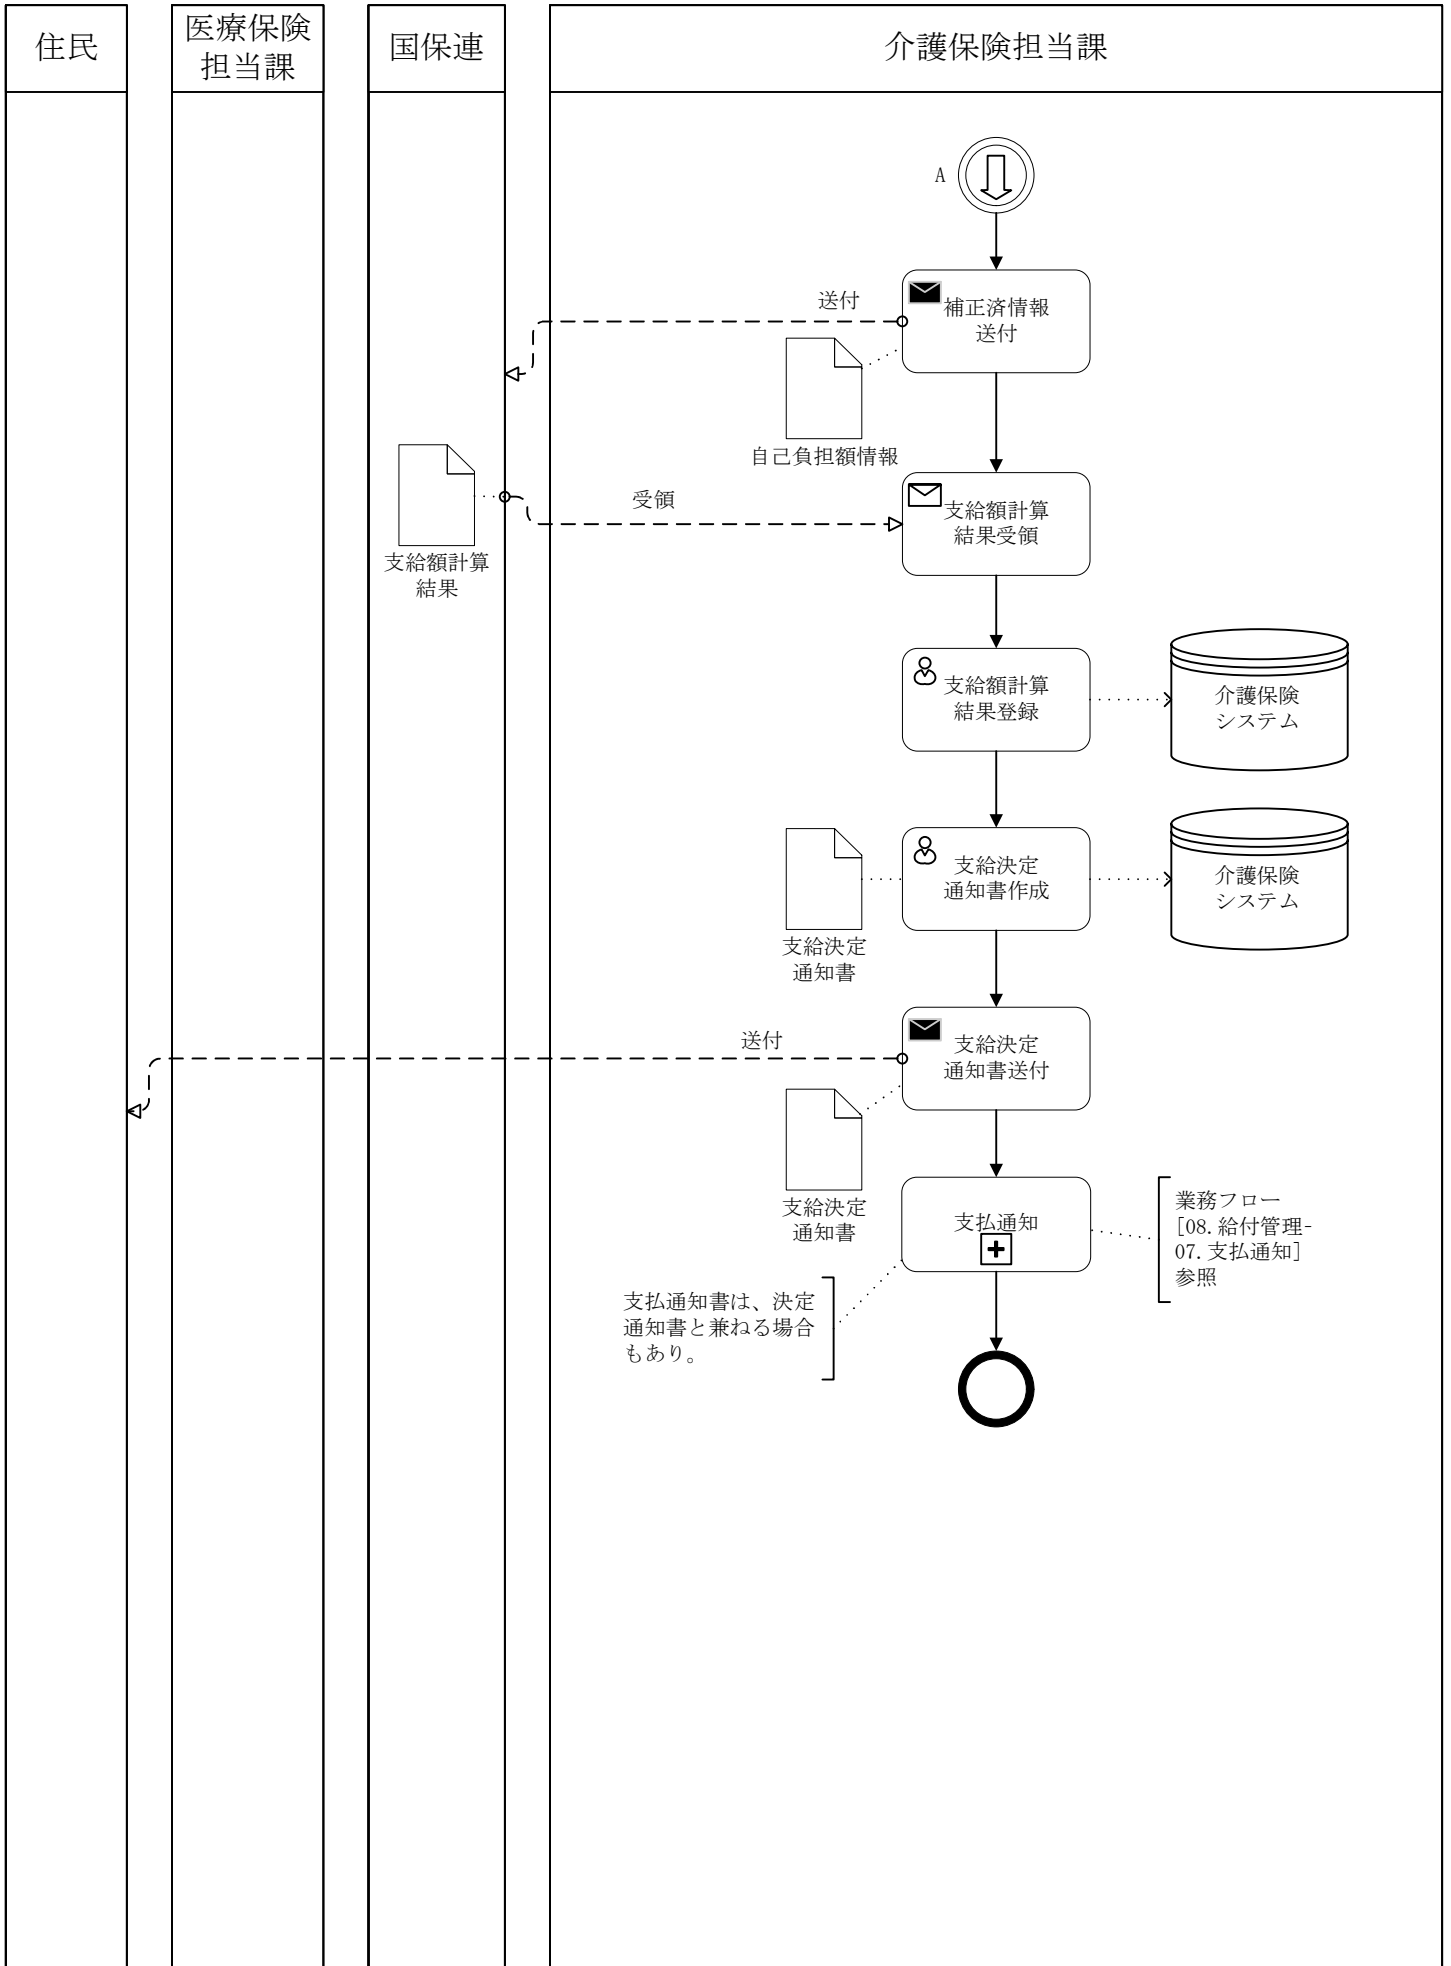 住民
医療保険
担当課
国保連
介護保険担当課
A
送付
補正済情報
送付
自己負担額情報
受領
支給額計算
結果受領
支給額計算
結果
支給額計算
結果登録
介護保険
システム
支給決定
通知書作成
介護保険
システム
支給決定
通知書
送付
支給決定
通知書送付
支給決定
通知書
支払通知
業務フロー
[08.給付管理-
07.支払通知]
参照
支払通知書は、決定
通知書と兼ねる場合
もあり。